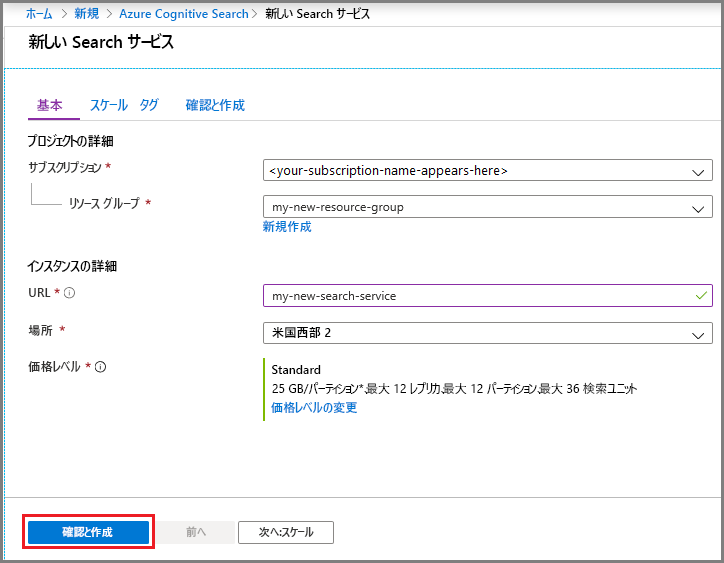 ホーム > 新規 > Azure Cognitive Search > 新しい Search サービス
新しい Search サービス
基本 スケール タグ 確認と作成
プロジェクトの詳細
サブスクリプション * <your-subscription-name-appears-here>
リソース グループ * my-new-resource-group
新規作成
インスタンスの詳細
URL * my-new-search-service
場所 * 米国西部 2
価格レベル * Standard
25 GB/パーティション*,最大 12 レプリカ,最大 12 パーティション,最大 36 検索ユニット
価格レベルの変更
確認と作成 前へ 次へ:スケール